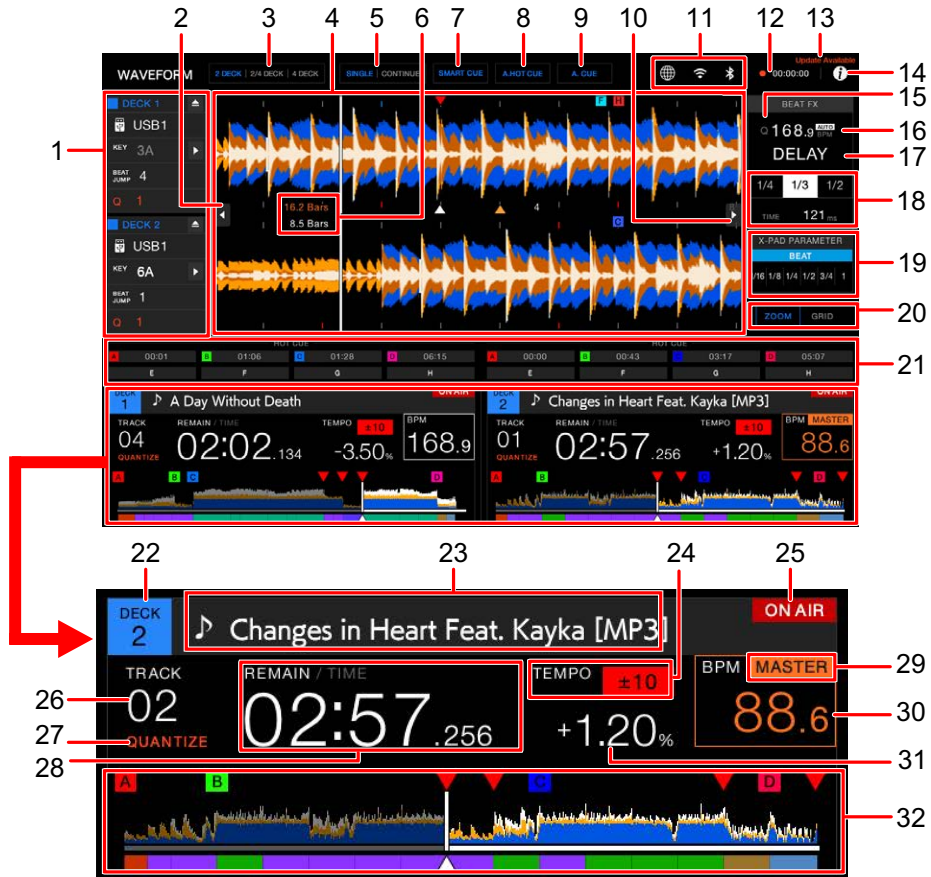 2 3 4 5 6 7 8 9 10 11 12 13
Update Available
WAVEFORM 2 DECK | 2/4 DECK | 4 DECK SINGLE | CONTINUE SMART CUE A.HOT CUE A. CUE 00:00:00 i 14
DECK 1 F H BEAT FX 15
USB1 Q 168.9 AUTO BPM 16
1 KEY 3A DELAY 17
BEAT JUMP 4 1/4 1/3 1/2 18
Q 1 16.2 Bars 4 TIME 121 ms
DECK 2 8.5 Bars C
USB1 X-PAD PARAMETER 19
BEAT
KEY 6A /16 1/8 1/4 1/2 3/4 1
BEAT JUMP 1
Q 1 ZOOM GRID 20
HOT CUE HOT CUE
A 00:01 B 01:06 C 01:28 D 06:15 A 00:00 B 00:43 C 03:17 D 05:07 21
E F G H E F G H
DECK 1 ♪ A Day Without Death ON AIR DECK 2 ♪ Changes in Heart Feat. Kayka [MP3] ON AIR
TRACK REMAIN / TIME TEMPO ±10 BPM TRACK REMAIN / TIME TEMPO ±10 BPM MASTER
04 02:02.134 -3.50% 168.9 01 02:57.256 +1.20% 88.6
QUANTIZE QUANTIZE
A B C D A B C D
22 23 24 25
DECK 2 ♪ Changes in Heart Feat. Kayka [MP3] ON AIR
TRACK REMAIN / TIME TEMPO ±10 BPM MASTER 29
26 02 02:57.256 +1.20% 88.6 30
27 QUANTIZE
28 31
A B C D
32